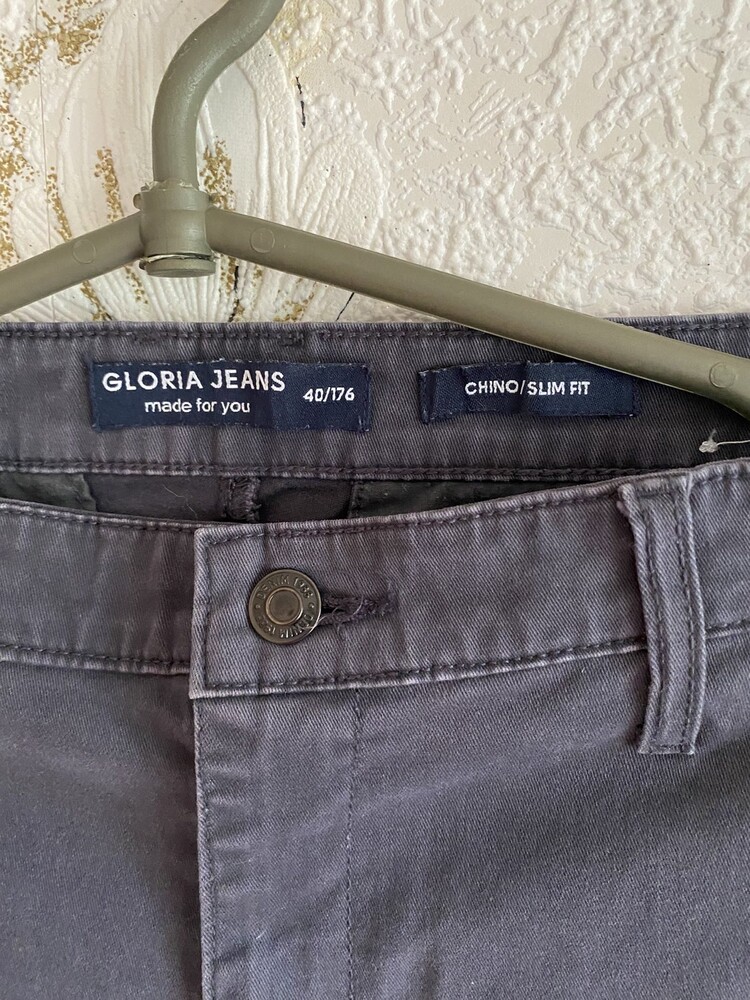 GLORIA JEANS
made for you
40/176
CHINO/SLIM FIT